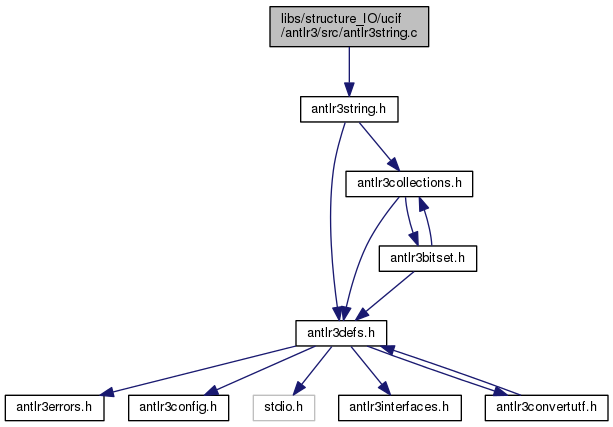 libs/structure_IO/ucif
/antlr3/src/antlr3string.c
antlr3string.h
antlr3collections.h
antlr3bitset.h
antlr3defs.h
antlr3errors.h
antlr3config.h
stdio.h
antlr3interfaces.h
antlr3convertutf.h